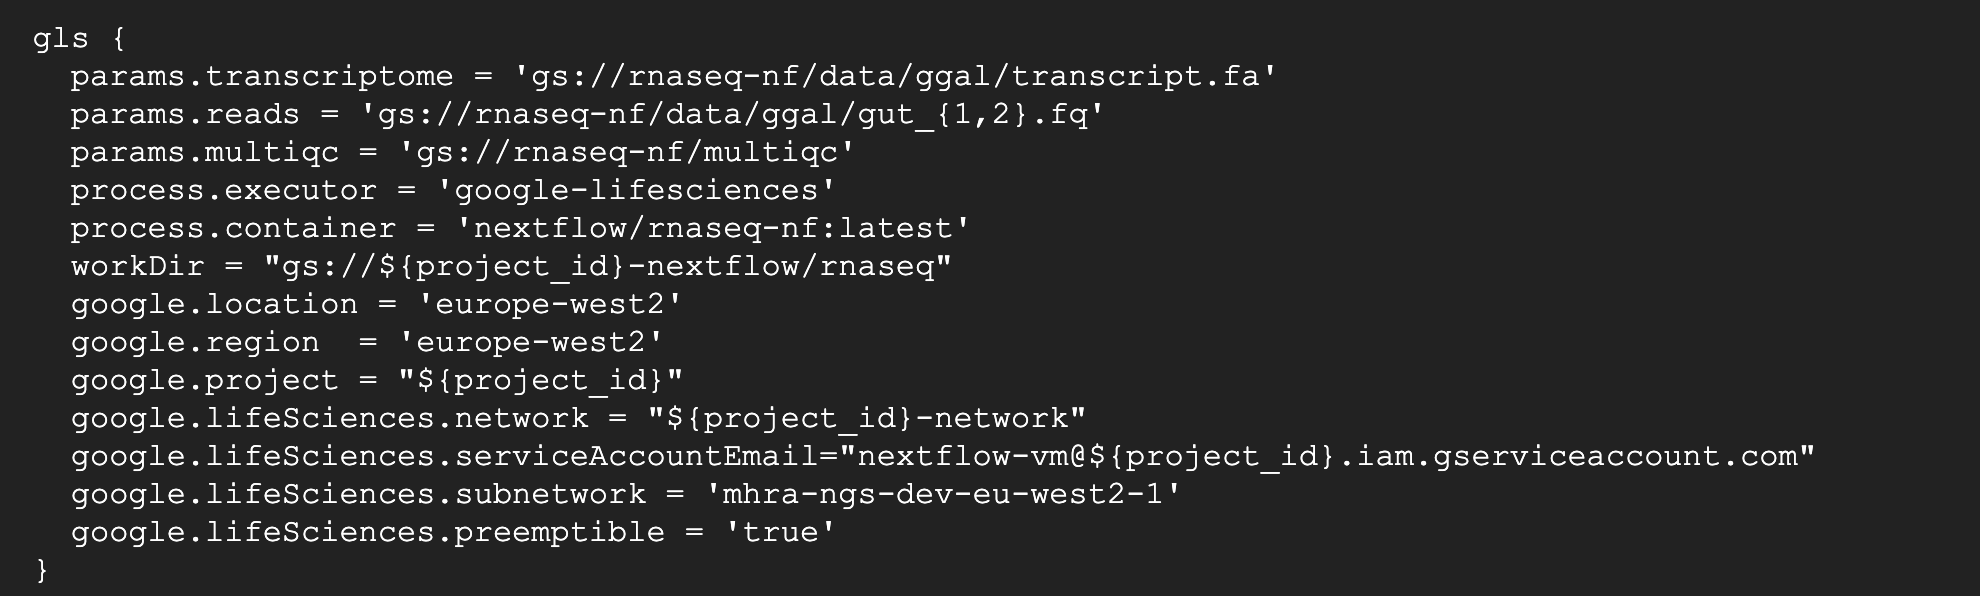 gls {
  params.transcriptome = 'gs://rnaseq-nf/data/ggal/transcript.fa'
  params.reads = 'gs://rnaseq-nf/data/ggal/gut_{1,2}.fq'
  params.multiqc = 'gs://rnaseq-nf/multiqc'
  process.executor = 'google-lifesciences'
  process.container = 'nextflow/rnaseq-nf:latest'
  workDir = "gs://${project_id}-nextflow/rnaseq"
  google.location = 'europe-west2'
  google.region  = 'europe-west2'
  google.project = "${project_id}"
  google.lifeSciences.network = "${project_id}-network"
  google.lifeSciences.serviceAccountEmail="nextflow-vm@${project_id}.iam.gserviceaccount.com"
  google.lifeSciences.subnetwork = 'mhra-ngs-dev-eu-west2-1'
  google.lifeSciences.preemptible = 'true'
}